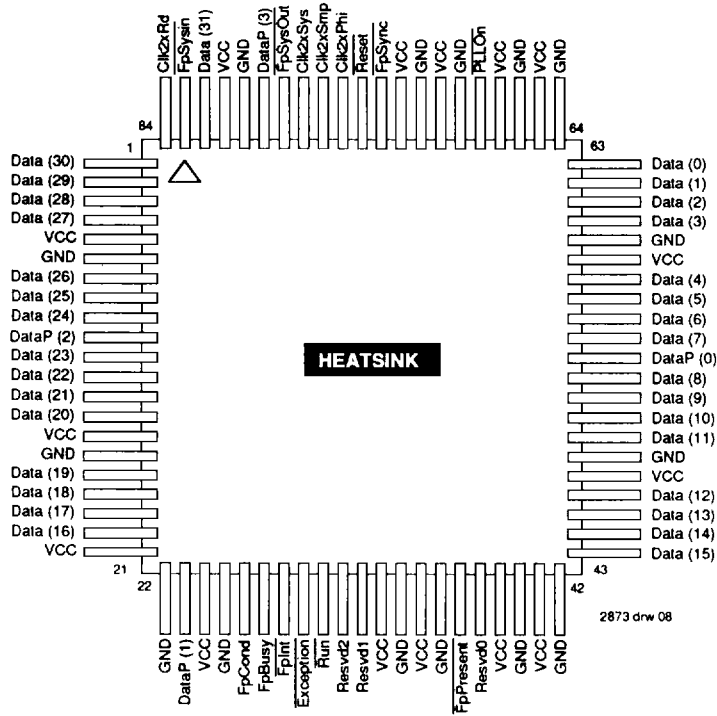 Clk2xRd
FpSysin
Data (31)
VCC
GND
DataP (3)
FpSysOut
Clk2xSys
Clk2xSmp
Clk2xPhi
Reset
FpSync
VCC
GND
VCC
GND
PLLOn
VCC
GND
VCC
GND
84
64
1
63
Data (30)
Data (29)
Data (28)
Data (27)
VCC
GND
Data (26)
Data (25)
Data (24)
DataP (2)
Data (23)
Data (22)
Data (21)
Data (20)
VCC
GND
Data (19)
Data (18)
Data (17)
Data (16)
VCC
HEATSINK
Data (0)
Data (1)
Data (2)
Data (3)
GND
VCC
Data (4)
Data (5)
Data (6)
Data (7)
DataP (0)
Data (8)
Data (9)
Data (10)
Data (11)
GND
VCC
Data (12)
Data (13)
Data (14)
Data (15)
21
43
22
42
2873 drw 08
GND
DataP (1)
VCC
GND
FpCond
FpBusy
FpInt
Exception
Run
Resvd2
Resvd1
VCC
GND
VCC
GND
FpPresent
Resvd0
VCC
GND
VCC
GND